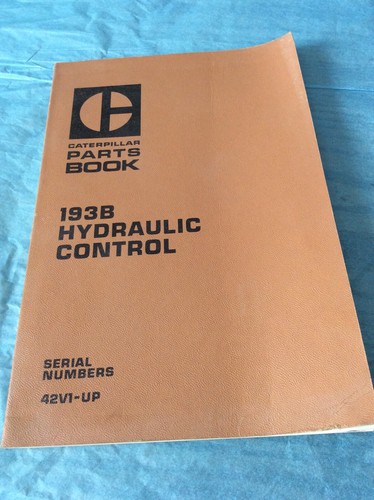 CATERPILLAR
PARTS
BOOK
193B
HYDRAULIC
CONTROL
SERIAL
NUMBERS
42V1-UP